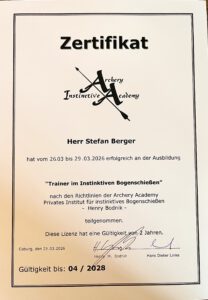 Zertifikat
Archery
Instinctive Academy
Herr Stefan Berger
hat vom 26.03 bis 29.03.2026 erfolgreich an der Ausbildung
"Trainer im Instinktiven Bogenschießen"
nach den Richtlinien der Archery Academy
Privates Institut für instinktives Bogenschießen
- Henry Bodnik -
teilgenommen.
Diese Lizenz hat eine Gültigkeit von 2 Jahren.
Coburg, den 29.03.2026
Henry M. Bodnik Hans Dieter Linke
Gültigkeit bis: 04 / 2028